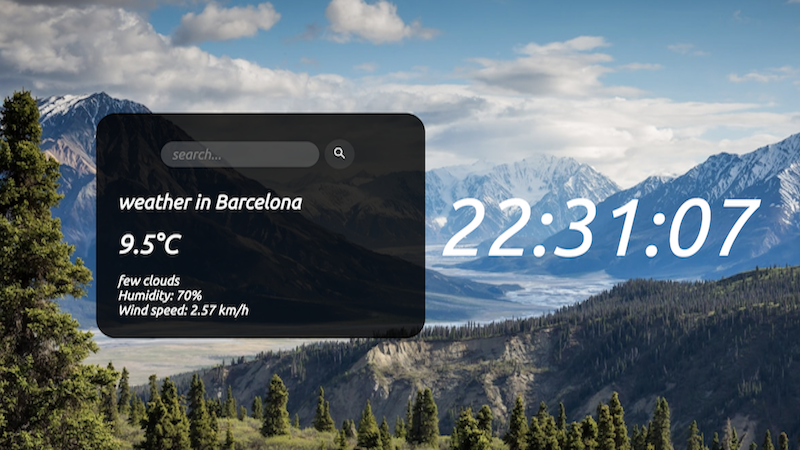 search...
weather in Barcelona
9.5°C
few clouds
Humidity: 70%
Wind speed: 2.57 km/h
22:31:07